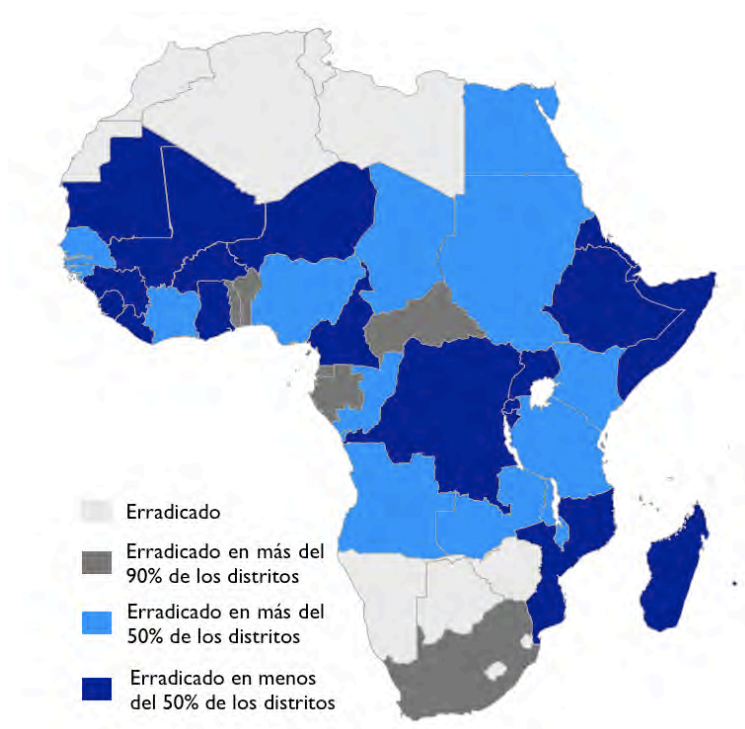 Erradicado
Erradicado en más del
90% de los distritos
Erradicado en más del
50% de los distritos
Erradicado en menos
del 50% de los distritos